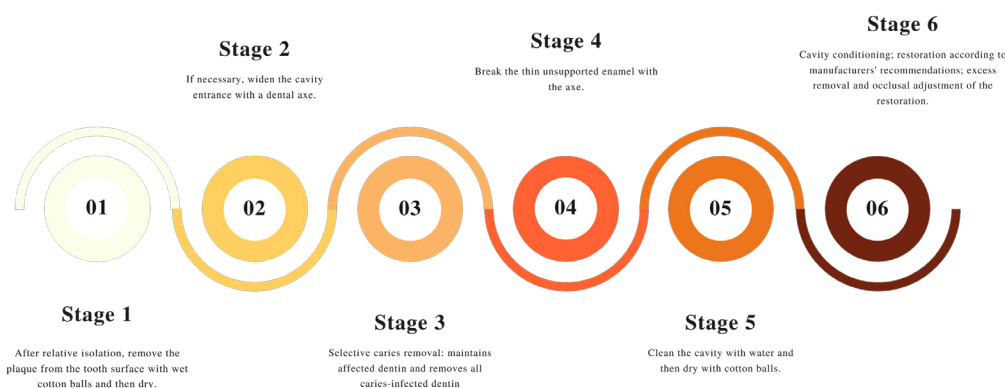 Stage 1
After relative isolation, remove the
plaque from the tooth surface with wet
cotton balls and then dry.
01
Stage 2
If necessary, widen the cavity
entrance with a dental axe.
02
Stage 3
Selective caries removal: maintains
affected dentin and removes all
caries-infected dentin
03
Stage 4
Break the thin unsupported enamel with
the axe.
04
Stage 5
Clean the cavity with water and
then dry with cotton balls.
05
Stage 6
Cavity conditioning; restoration according to
manufacturers' recommendations; excess
removal and occlusal adjustment of the
restoration.
06